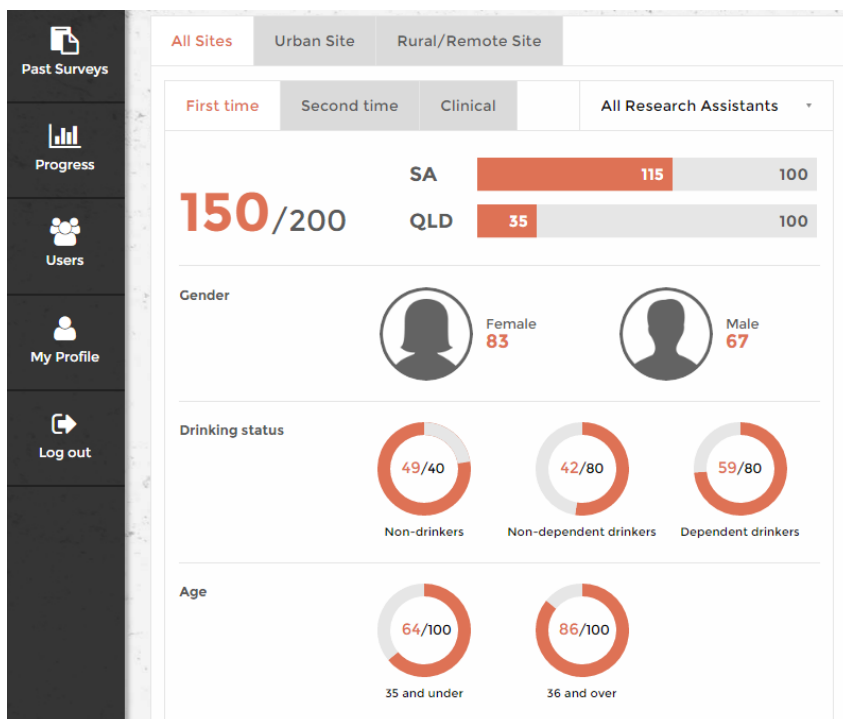 Past Surveys
Progress
Users
My Profile
Log out
All Sites Urban Site Rural/Remote Site
First time Second time Clinical All Research Assistants
150/200
SA 115 100
QLD 35 100
Gender
Female
83
Male
67
Drinking status
49/40 42/80 59/80
Non-drinkers Non-dependent drinkers Dependent drinkers
Age
64/100 86/100
35 and under 36 and over